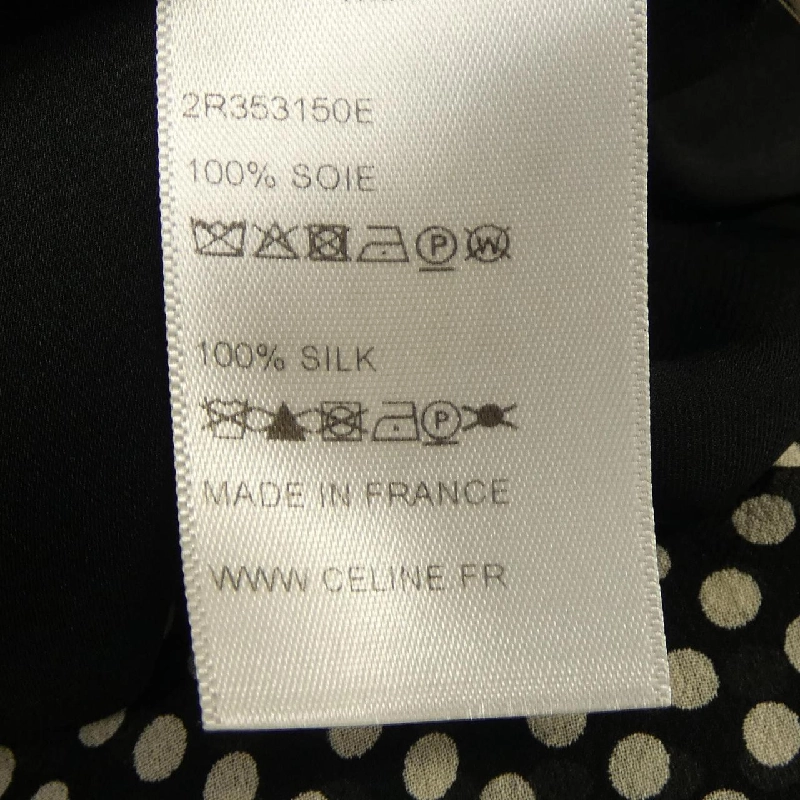 2R353150E
100% SOIE
P W
100% SILK
P
MADE IN FRANCE
WWW CELINE.FR